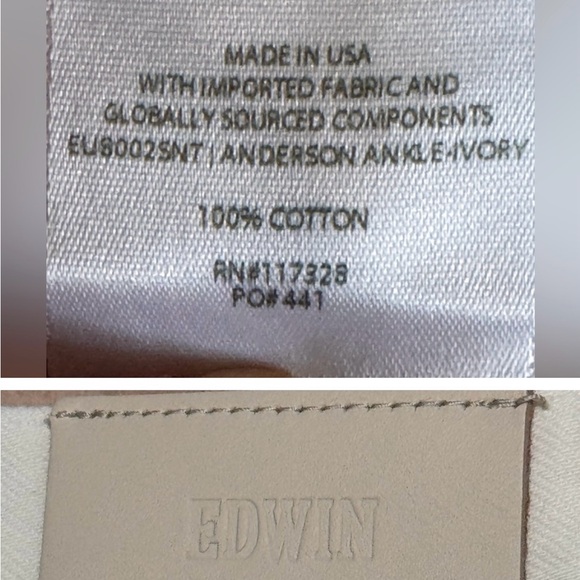 MADE IN USA
WITH IMPORTED FABRIC AND
GLOBALLY SOURCED COMPONENTS
EU8002SNT | ANDERSON ANKLE-IVORY
100% COTTON
RN#117328
PO#441
EDWIN